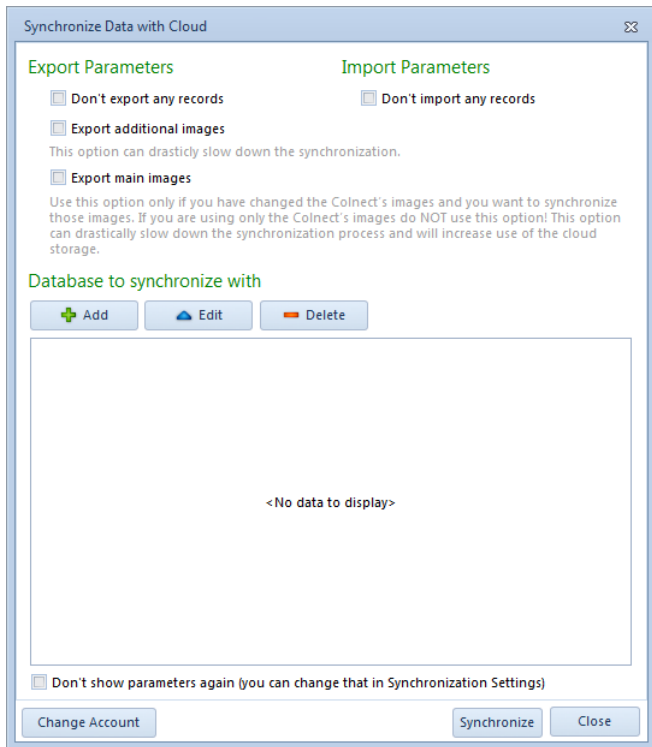 Synchronize Data with Cloud
Export Parameters
Import Parameters
Don't export any records
Don't import any records
Export additional images
This option can drasticly slow down the synchronization.
Export main images
Use this option only if you have changed the Colnect's images and you want to synchronize
those images. If you are using only the Colnect's images do NOT use this option! This option
can drastically slow down the synchronization process and will increase use of the cloud
storage.
Database to synchronize with
Add
Edit
Delete
<No data to display>
Don't show parameters again (you can change that in Synchronization Settings)
Change Account
Synchronize
Close